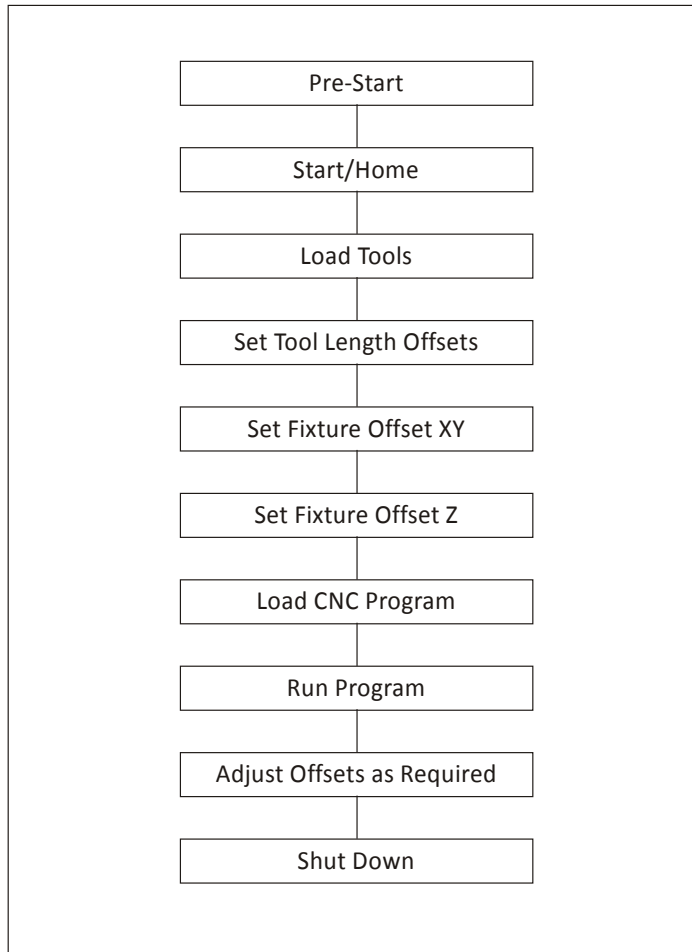 Pre-Start
Start/Home
Load Tools
Set Tool Length Offsets
Set Fixture Offset XY
Set Fixture Offset Z
Load CNC Program
Run Program
Adjust Offsets as Required
Shut Down